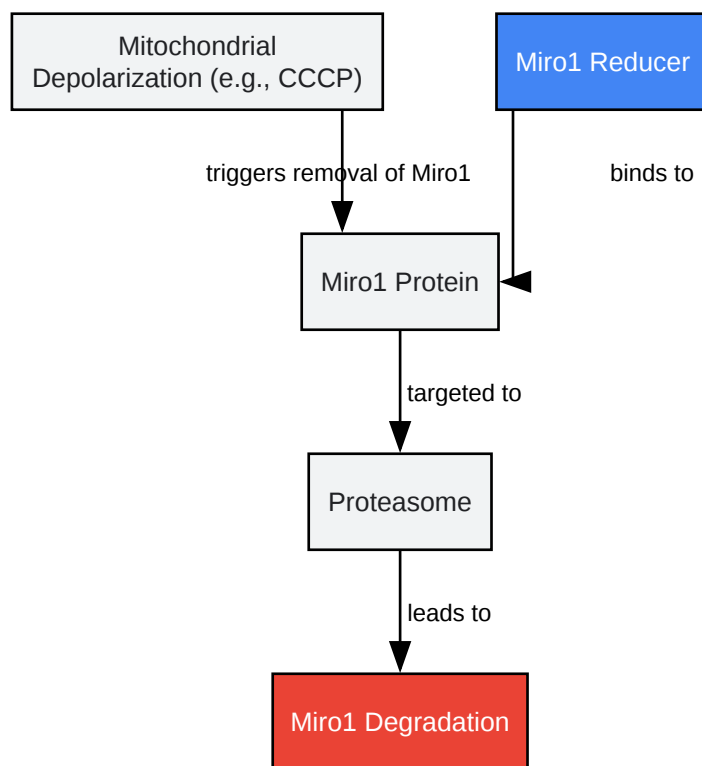 Mitochondrial
Depolarization (e.g., CCCP)
Miro1 Reducer
triggers removal of Miro1
binds to
Miro1 Protein
targeted to
Proteasome
leads to
Miro1 Degradation